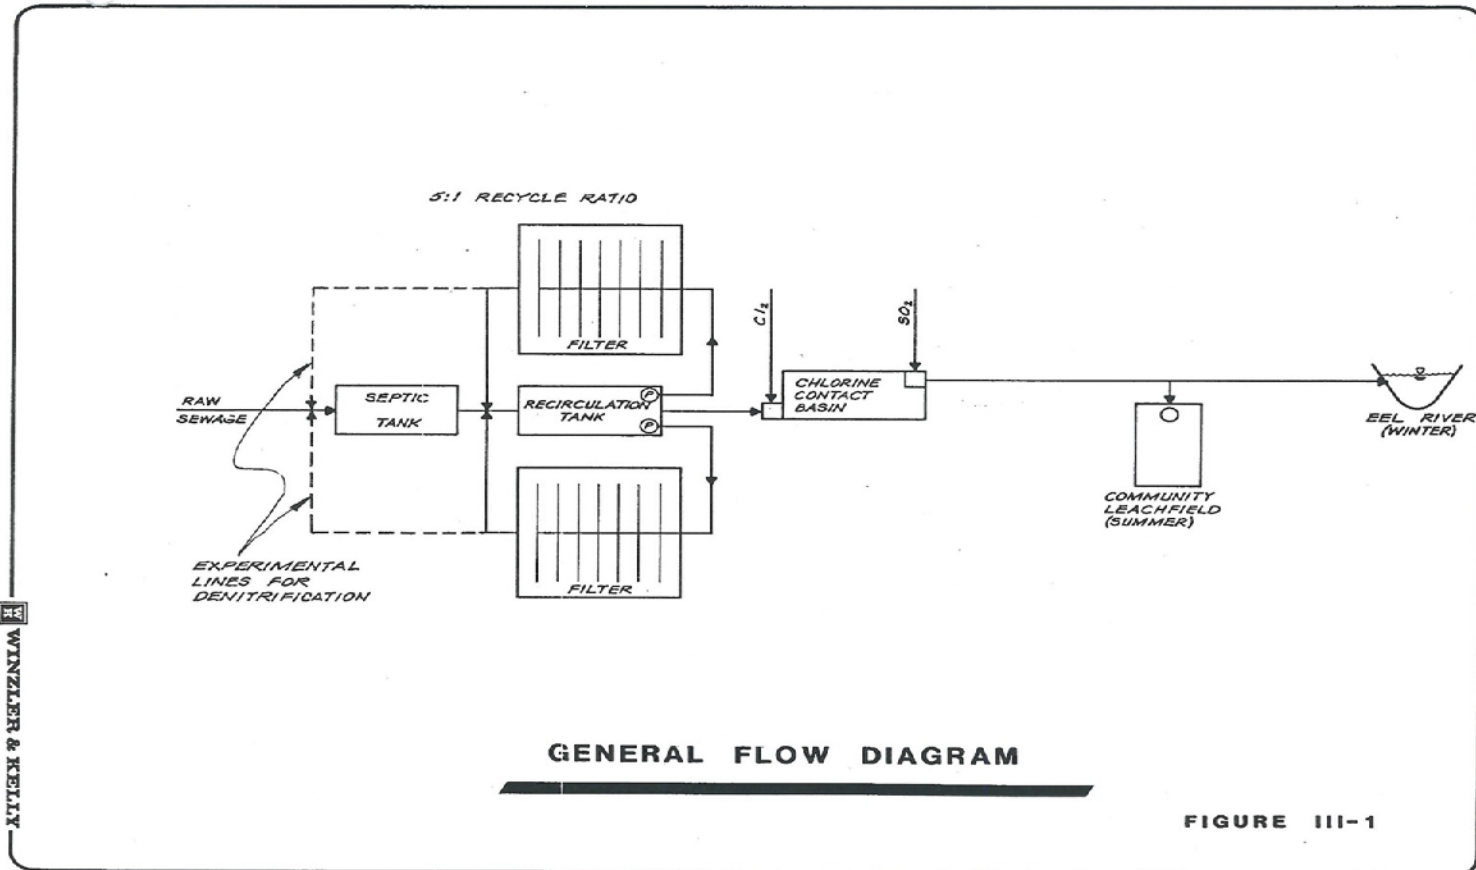 5:1 RECYCLE RATIO
FILTER
Cl2
SO2
RAW
SEWAGE
SEPTIC
TANK
RECIRCULATION
TANK
P
P
CHLORINE
CONTACT
BASIN
EEL RIVER
(WINTER)
COMMUNITY
LEACHFIELD
(SUMMER)
EXPERIMENTAL
LINES FOR
DENITRIFICATION
FILTER
WK
WINZLER & KELLY
GENERAL FLOW DIAGRAM
FIGURE III-1